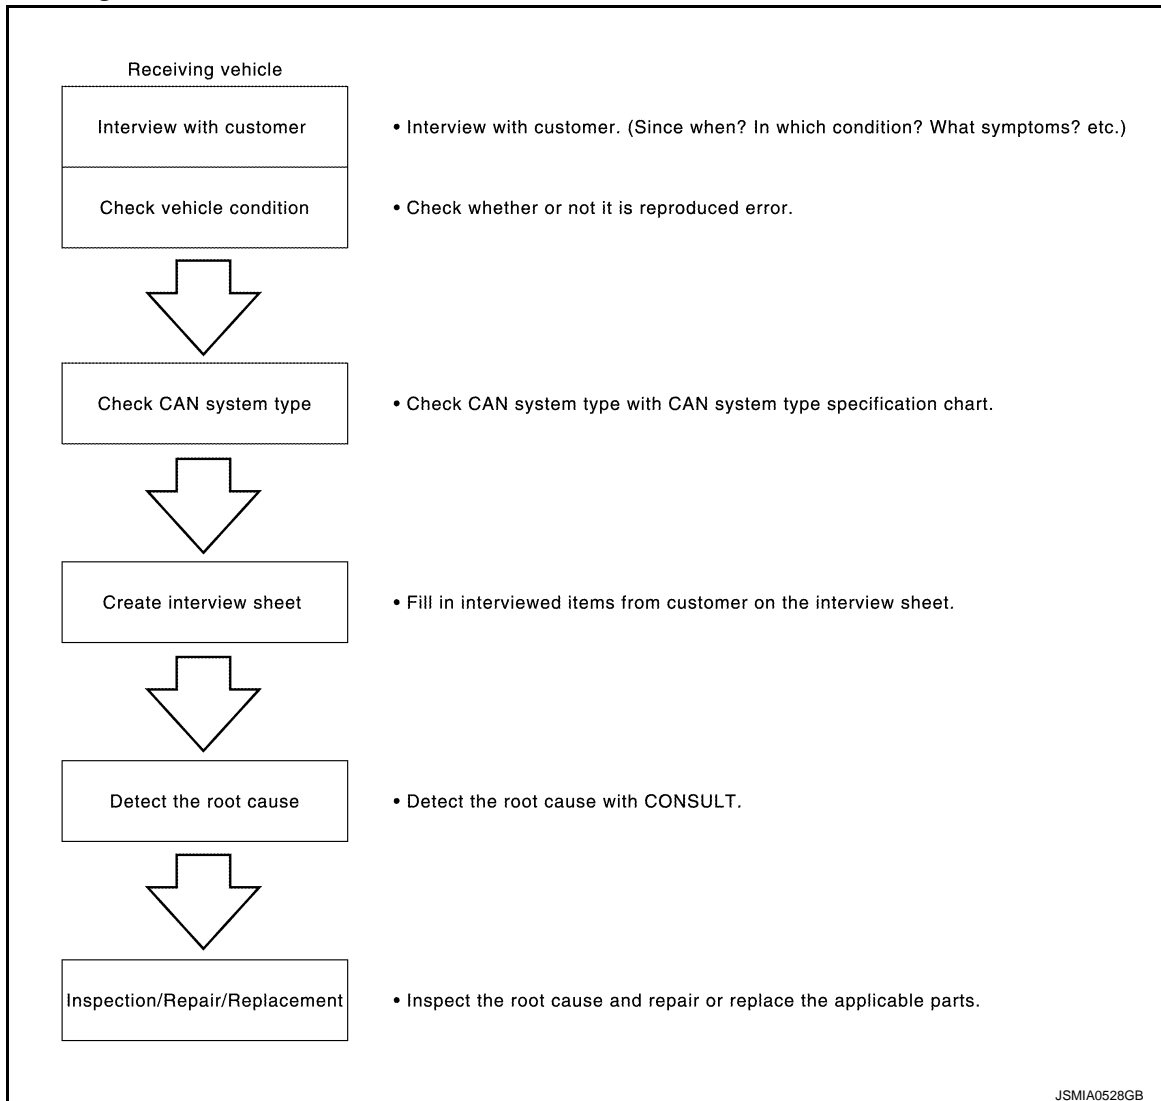 Receiving vehicle
Interview with customer
• Interview with customer. (Since when? In which condition? What symptoms? etc.)
Check vehicle condition
• Check whether or not it is reproduced error.
Check CAN system type
• Check CAN system type with CAN system type specification chart.
Create interview sheet
• Fill in interviewed items from customer on the interview sheet.
Detect the root cause
• Detect the root cause with CONSULT.
Inspection/Repair/Replacement
• Inspect the root cause and repair or replace the applicable parts.
JSMIA0528GB